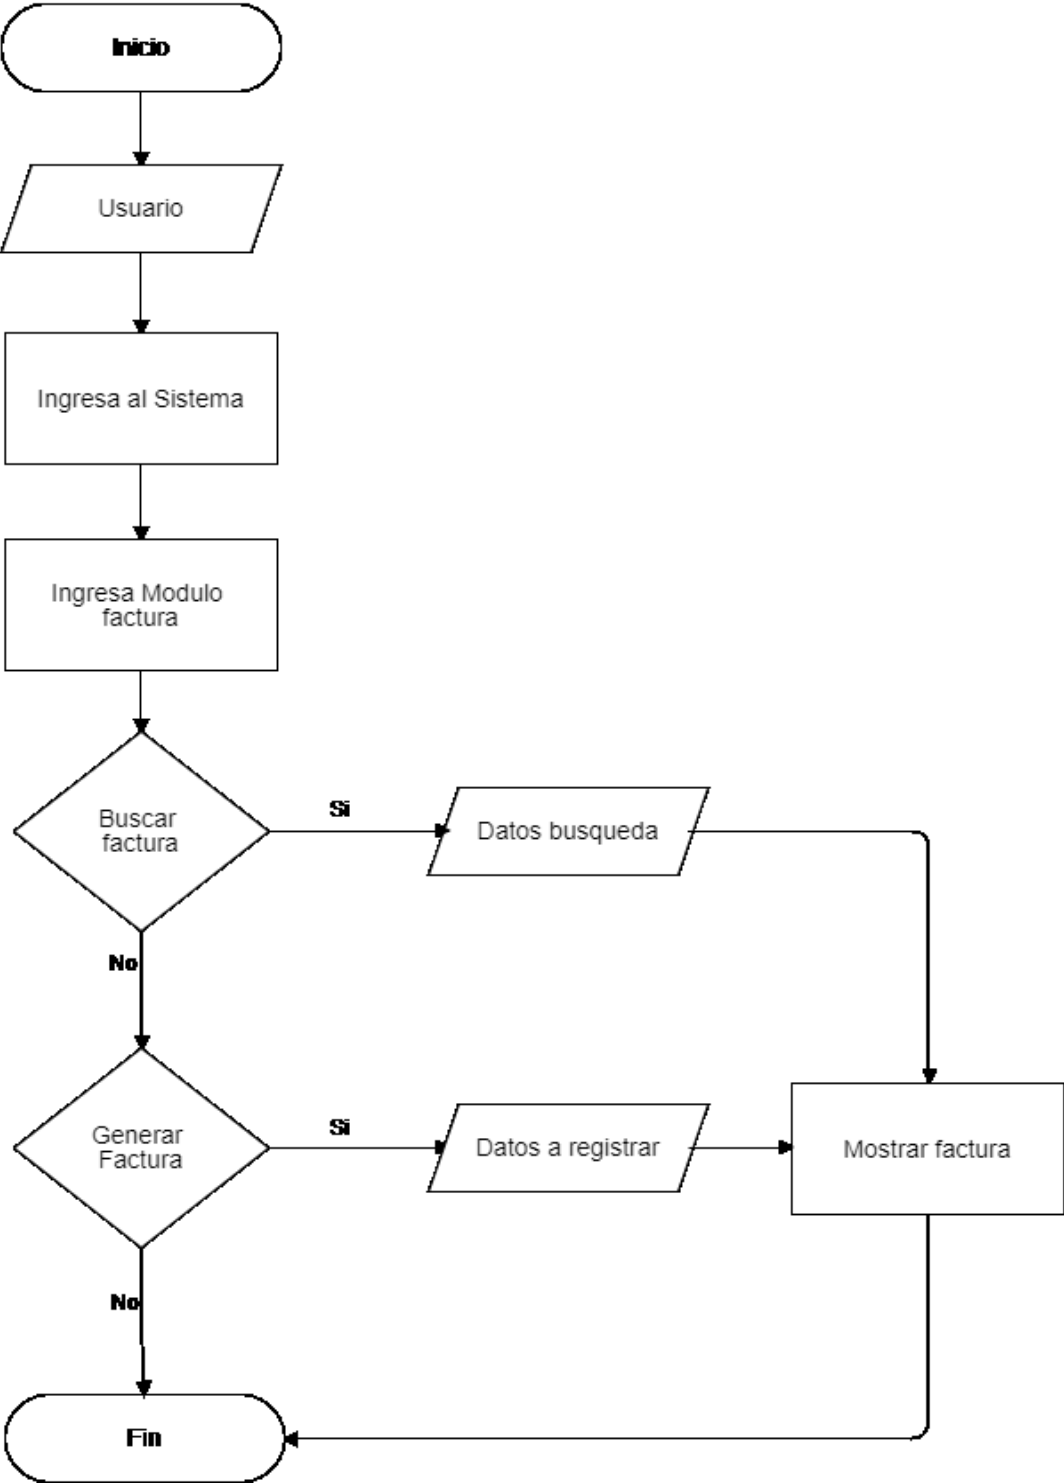 Inicio
Usuario
Ingresa al Sistema
Ingresa Modulo
factura
Buscar
factura
Si
Datos busqueda
No
Generar
Factura
Si
Datos a registrar
Mostrar factura
No
Fin